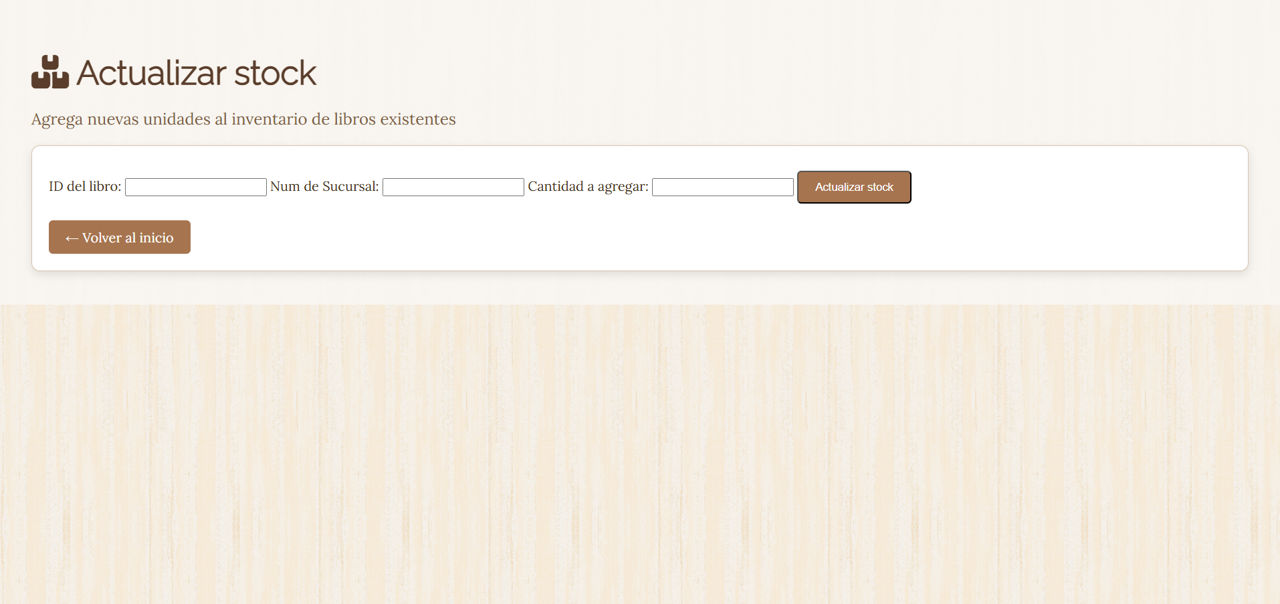 Actualizar stock
Agrega nuevas unidades al inventario de libros existentes
ID del libro: Num de Sucursal: Cantidad a agregar: Actualizar stock
← Volver al inicio